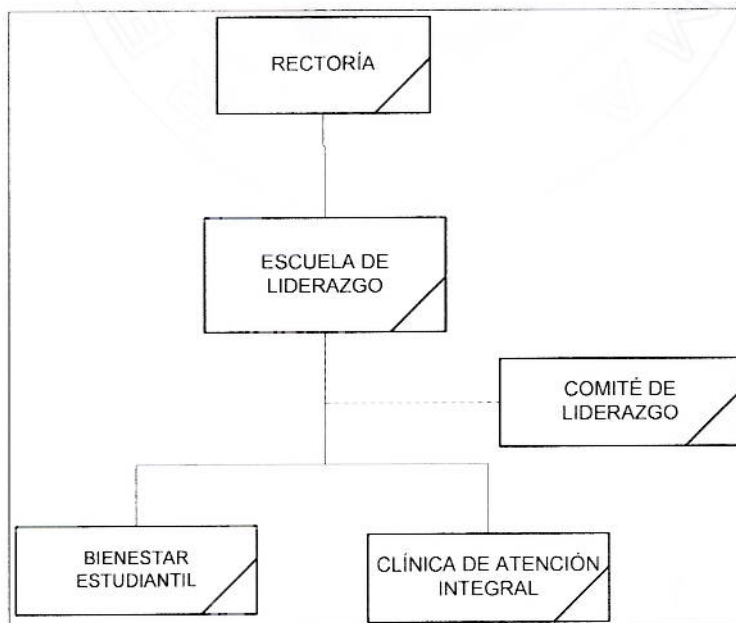 RECTORÍA
ESCUELA DE
LIDERAZGO
COMITÉ DE
LIDERAZGO
BIENESTAR
ESTUDIANTIL
CLÍNICA DE ATENCIÓN
INTEGRAL